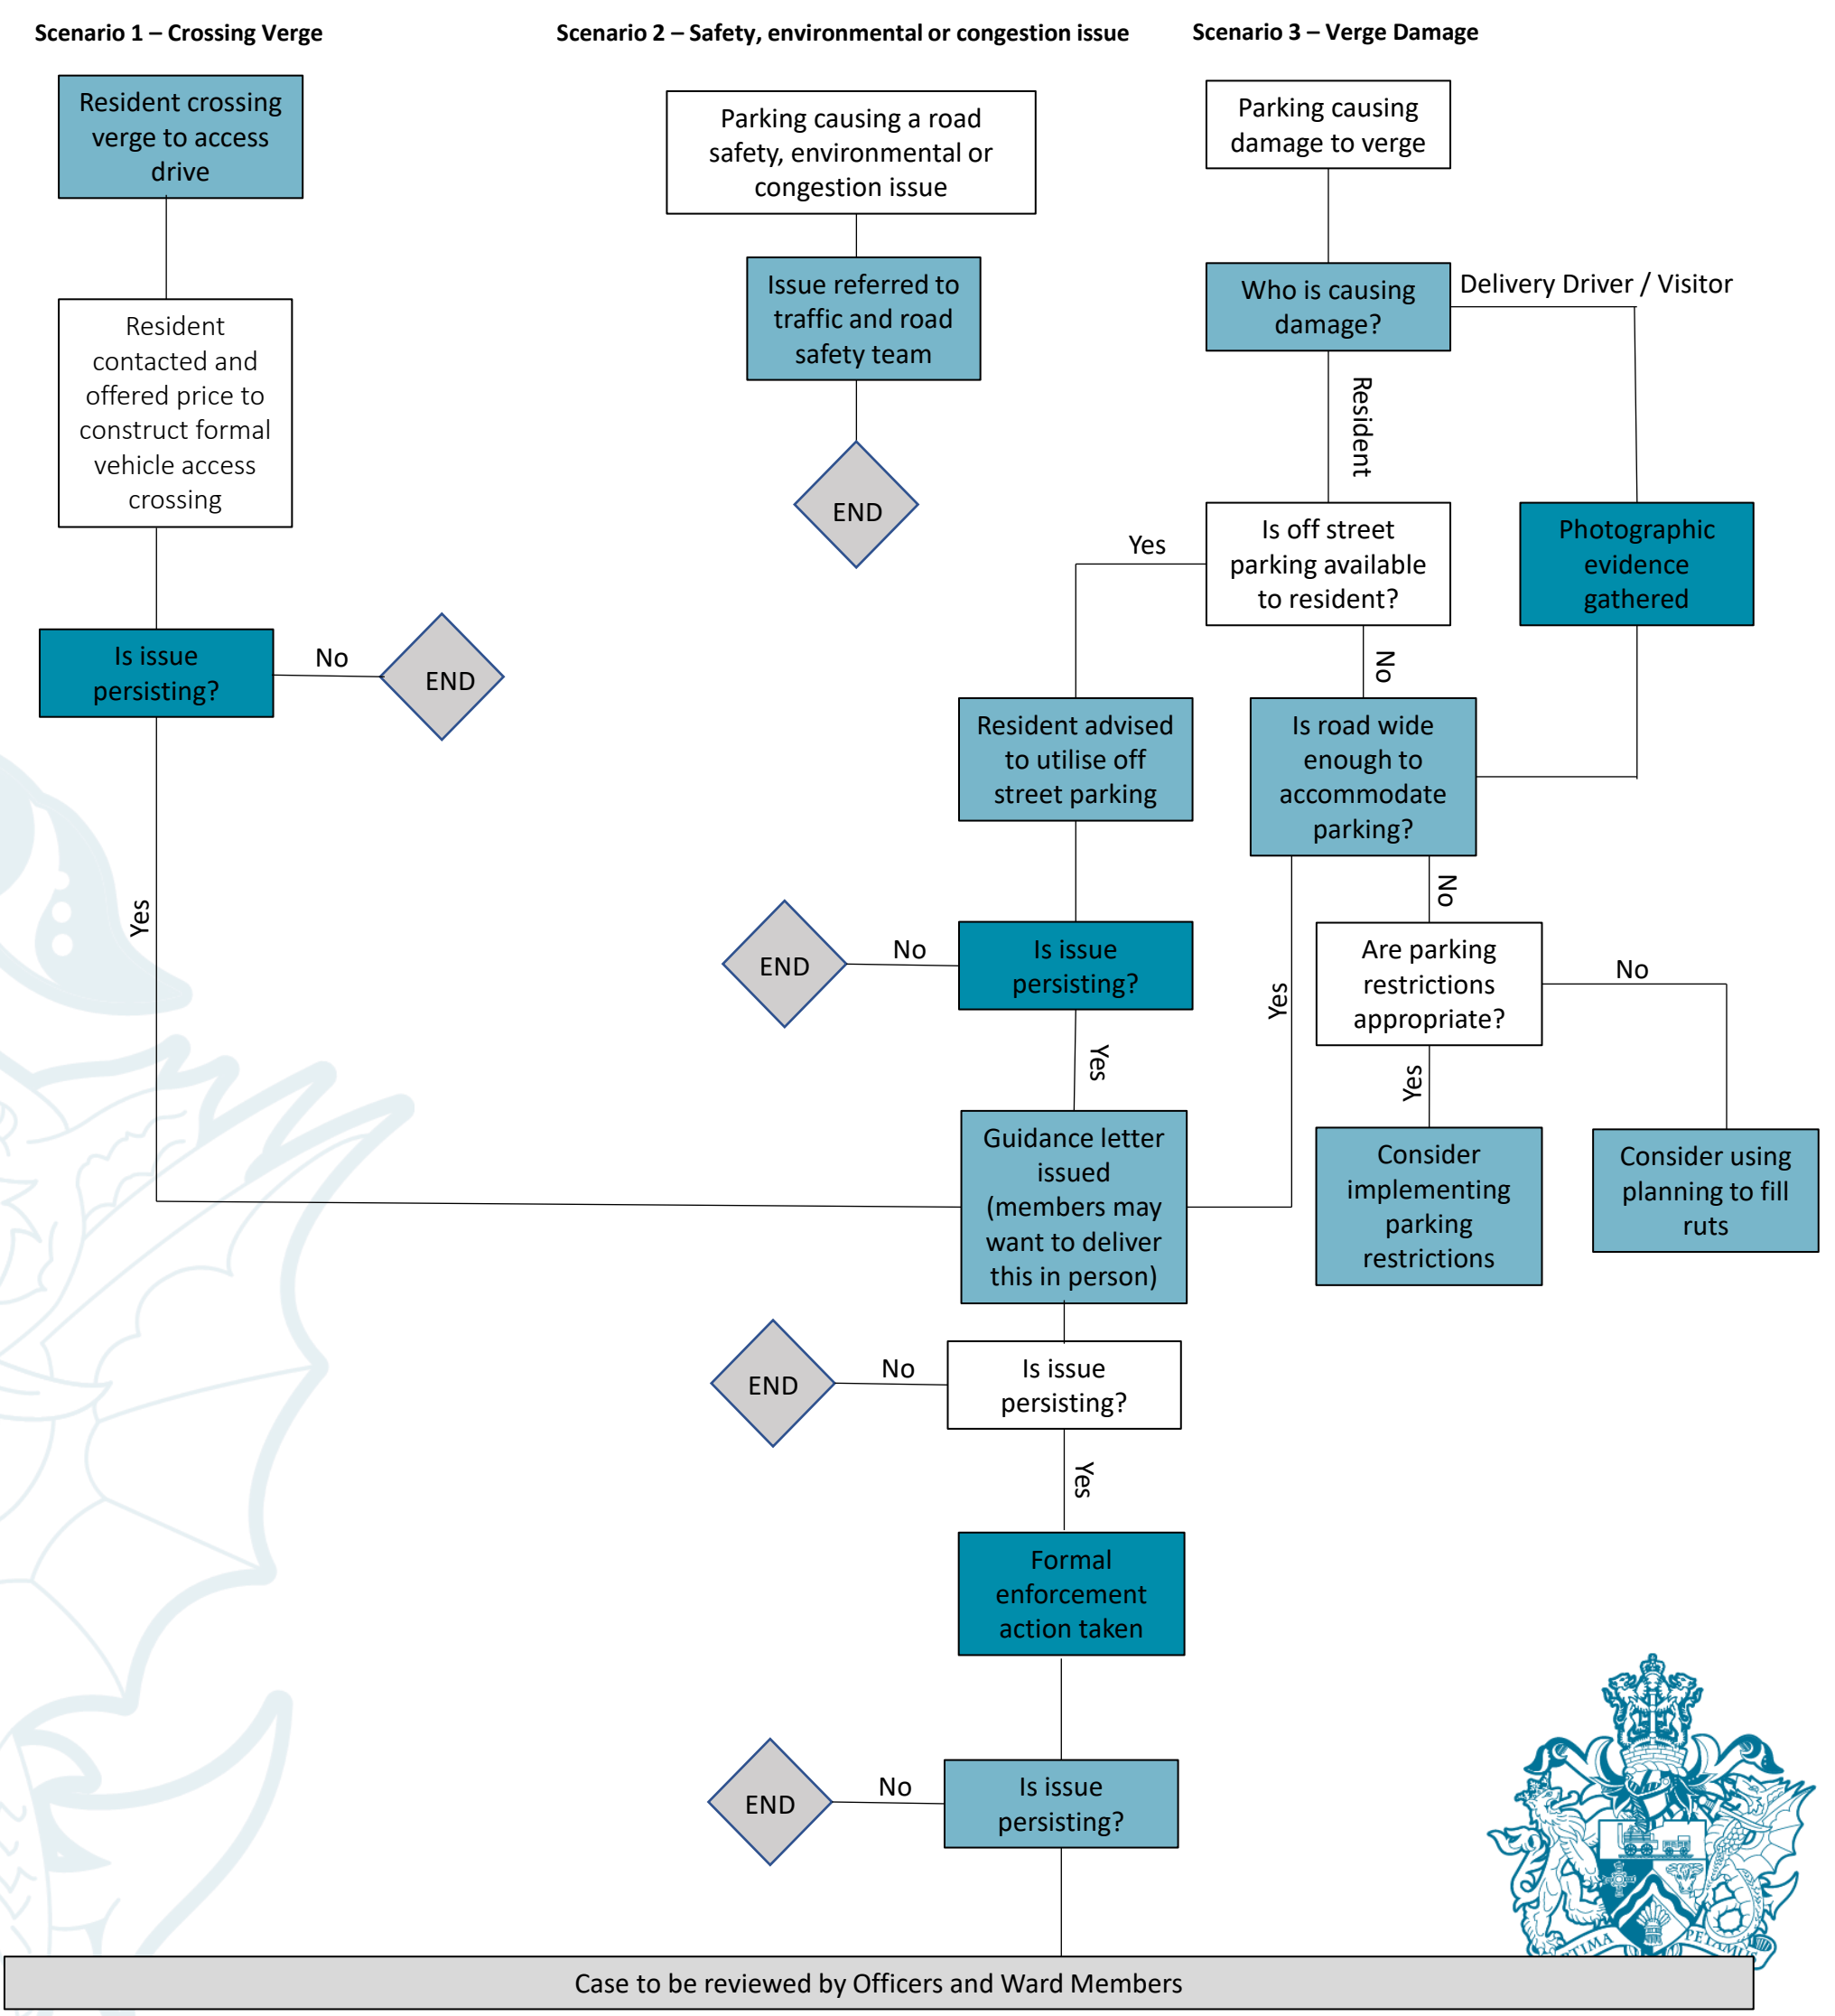 Scenario 1 – Crossing Verge
Resident crossing
verge to access
drive
Resident
contacted and
offered price to
construct formal
vehicle access
crossing
Is issue
persisting?
No
END
Yes
Scenario 2 – Safety, environmental or congestion issue
Parking causing a road
safety, environmental or
congestion issue
Issue referred to
traffic and road
safety team
END
Scenario 3 – Verge Damage
Parking causing
damage to verge
Who is causing
damage?
Delivery Driver / Visitor
Resident
Is off street
parking available
to resident?
Photographic
evidence
gathered
Yes
No
Resident advised
to utilise off
street parking
Is road wide
enough to
accommodate
parking?
Is issue
persisting?
No
END
Yes
Yes
No
Are parking
restrictions
appropriate?
No
Yes
Consider
implementing
parking
restrictions
Consider using
planning to fill
ruts
Guidance letter
issued
(members may
want to deliver
this in person)
Is issue
persisting?
No
END
Yes
Formal
enforcement
action taken
Is issue
persisting?
No
END
Case to be reviewed by Officers and Ward Members